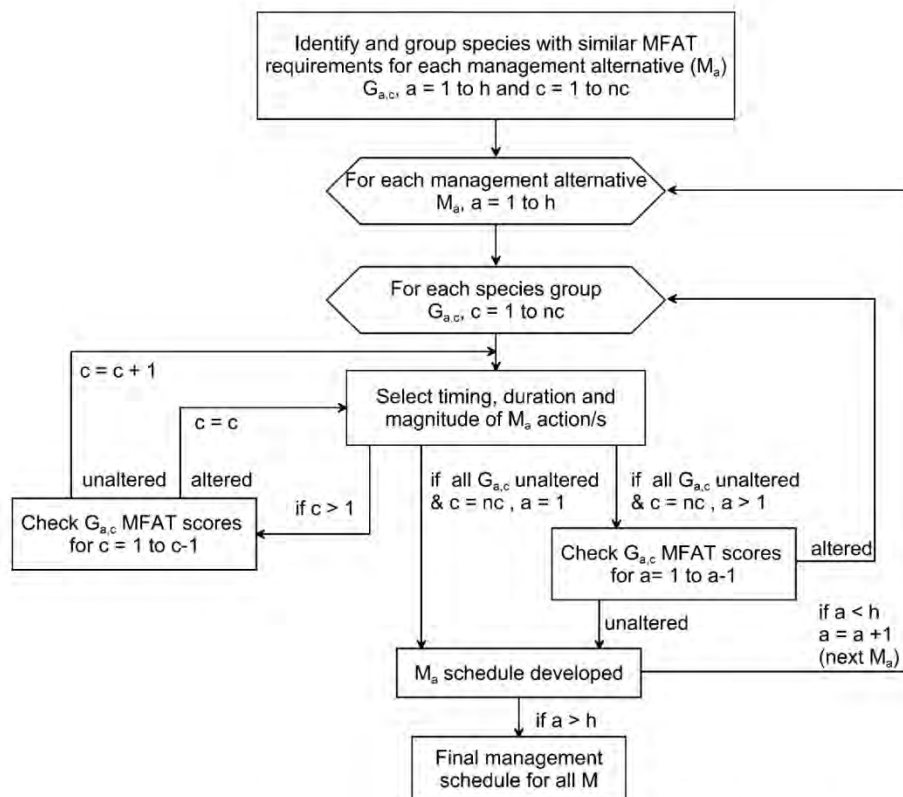 Identify and group species with similar MFAT
requirements for each management alternative (Ma)
Ga,c, a = 1 to h and c = 1 to nc
For each management alternative
Ma, a = 1 to h
For each species group
Ga,c, c = 1 to nc
c = c + 1
Select timing, duration and
magnitude of Ma action/s
c = c
unaltered
altered
if c > 1
if all Ga,c unaltered
& c = nc , a = 1
if all Ga,c unaltered
& c = nc , a > 1
Check Ga,c MFAT scores
for c = 1 to c-1
Check Ga,c MFAT scores
for a= 1 to a-1
altered
unaltered
if a < h
a = a +1
(next Ma)
Ma schedule developed
if a > h
Final management
schedule for all M